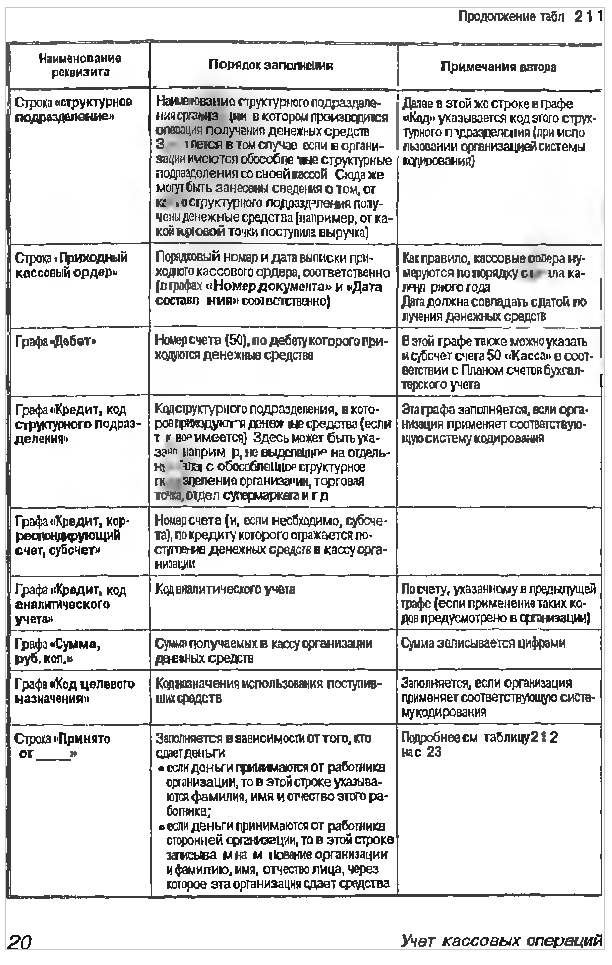 Продолжение табл 2 1 1
Наименование
реквизита
Порядок заполнения
Примечания автора
Строка «структурное
подразделение»
Наименование структурного подразделе-
ния организации в котором производится
операция получения денежных средств
в том случае если в органи-
зации имеются обособленные структурные
подразделения со своей кассой Сюда же
могут быть занесены сведения о том, от
структурного подразделения полу-
чены денежные средства (например, от ка-
кой торговой точки поступила выручка)
Далее в этой же строке в графе
«Код» указывается код этого струк-
турного подразделения (при испо
льзовании организацией системы
кодирования)
Строка «Приходный
кассовый ордер»
Порядковый номер и дата выписки при-
ходного кассового ордера, соответственно
(в графах «Номер документа» и «Дата
составления» соответственно)
Как правило, кассовые ордера ну-
меруются по порядку с ка-
лендарного года
Дата должна совпадать с датой по
лучения денежных средств
Графа «Дебет»
Номер счета (50), по дебету которого при-
ходуются денежные средства
В этой графе также можно указать
и субсчет счета 50 «Касса» в соот-
ветствии с Планом счетов бухгал-
терского учета
Графа «Кредит, код
структурного подраз-
деления»
Код структурного подразделения, в кото-
ром приходуются денежные средства (если
имеется) Здесь может быть ука-
зано например, не выделенное на отдель-
с обособленное структурное
подразделение организации, торговая
точка, отдел супермаркета и т д
Эта графа заполняется, если орга-
низация применяет соответствую-
щую систему кодирования
Графа «Кредит, кор-
респондирующий
счет, субсчет»
Номер счета (и, если необходимо, субсче-
та), по кредиту которого отражается по-
ступление денежных средств в кассу орга-
низации
Графа «Кредит, код
аналитического
учета»
Код аналитического учета
По счету, указанному в предыдущей
графе (если применение таких ко-
дов предусмотрено в организации)
Графа «Сумма,
руб. коп.»
Сумма получаемых в кассу организации
денежных средств
Сумма записывается цифрами
Графа «Код целевого
назначения»
Код назначения использования поступив-
ших средств
Заполняется, если организация
применяет соответствующую систе-
му кодирования
Строка «Принято
от _____»
Заполняется в зависимости от того, кто
сдает деньги
• если деньги принимаются от работника
организации, то в этой строке указыва-
ются фамилия, имя и отчество этого ра-
ботника;
• если деньги принимаются от работника
сторонней организации, то в этой строке
организации
и фамилию, имя, отчество лица, через
которое эта организация сдает средства
Подробнее см таблицу 2 1 2
на с 23
20
Учет кассовых операций